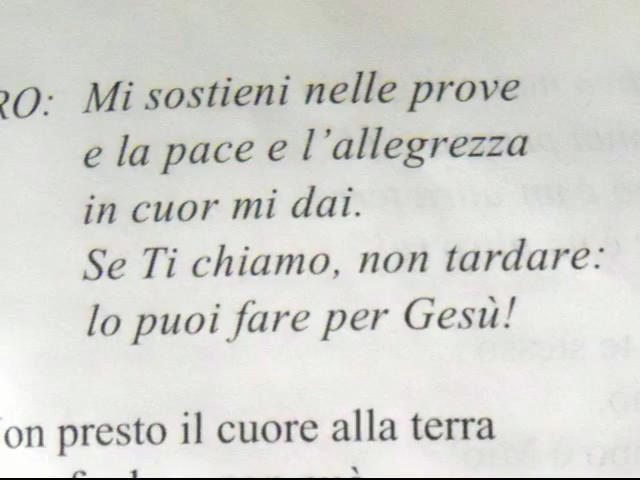 RO: Mi sostieni nelle prove
e la pace e l'allegrezza
in cuor mi dai.
Se Ti chiamo, non tardare:
lo puoi fare per Gesù!
on presto il cuore alla terra